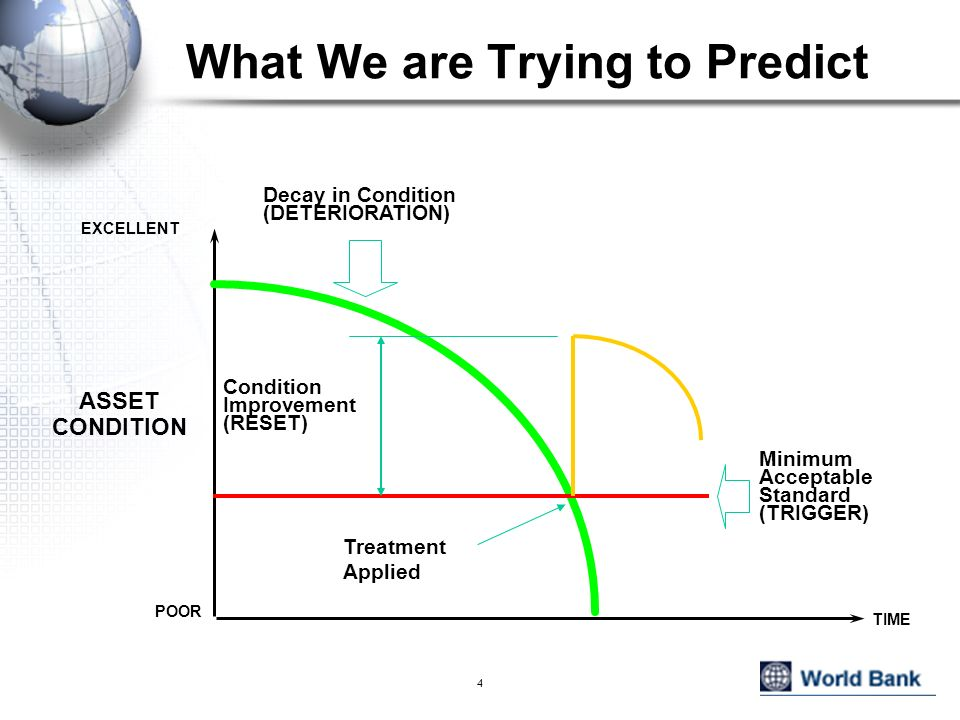 What We are Trying to Predict
Decay in Condition
(DETERIORATION)
EXCELLENT
ASSET
CONDITION
Condition
Improvement
(RESET)
Minimum
Acceptable
Standard
(TRIGGER)
Treatment
Applied
POOR
TIME
4
World Bank